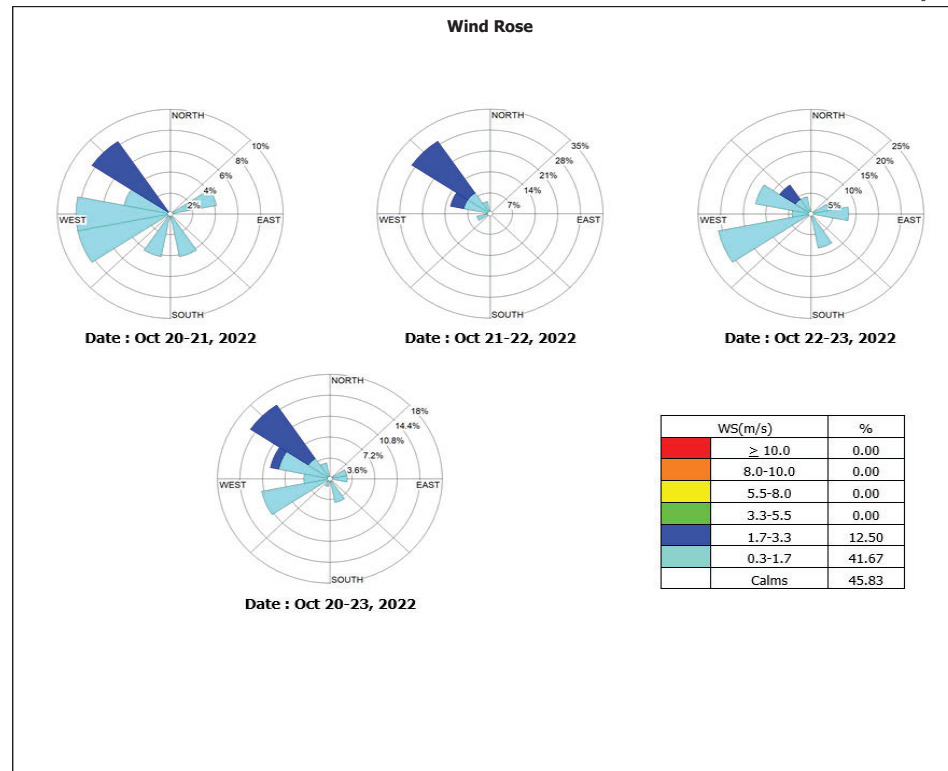 Wind Rose
NORTH
10%
8%
6%
4%
2%
WEST
EAST
SOUTH
Date : Oct 20-21, 2022
NORTH
35%
28%
21%
14%
7%
WEST
EAST
SOUTH
Date : Oct 21-22, 2022
NORTH
25%
20%
15%
10%
5%
WEST
EAST
SOUTH
Date : Oct 22-23, 2022
NORTH
18%
14.4%
10.8%
7.2%
3.6%
WEST
EAST
SOUTH
Date : Oct 20-23, 2022
WS(m/s) %
≥ 10.0 0.00
8.0-10.0 0.00
5.5-8.0 0.00
3.3-5.5 0.00
1.7-3.3 12.50
0.3-1.7 41.67
Calms 45.83